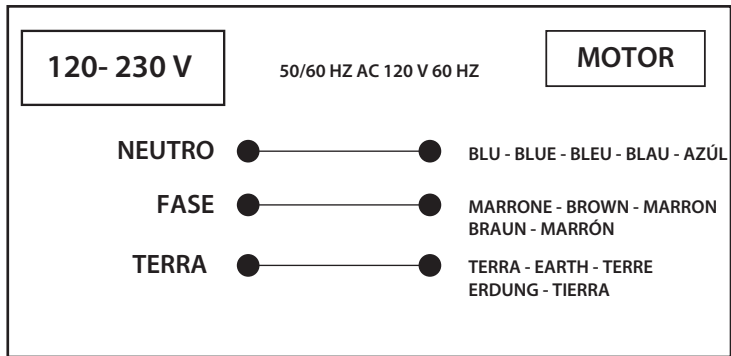 120- 230 V
50/60 HZ AC 120 V 60 HZ
MOTOR
NEUTRO
BLU - BLUE - BLEU - BLAU - AZÚL
FASE
MARRONE - BROWN - MARRON
BRAUN - MARRÓN
TERRA
TERRA - EARTH - TERRE
ERDUNG - TIERRA